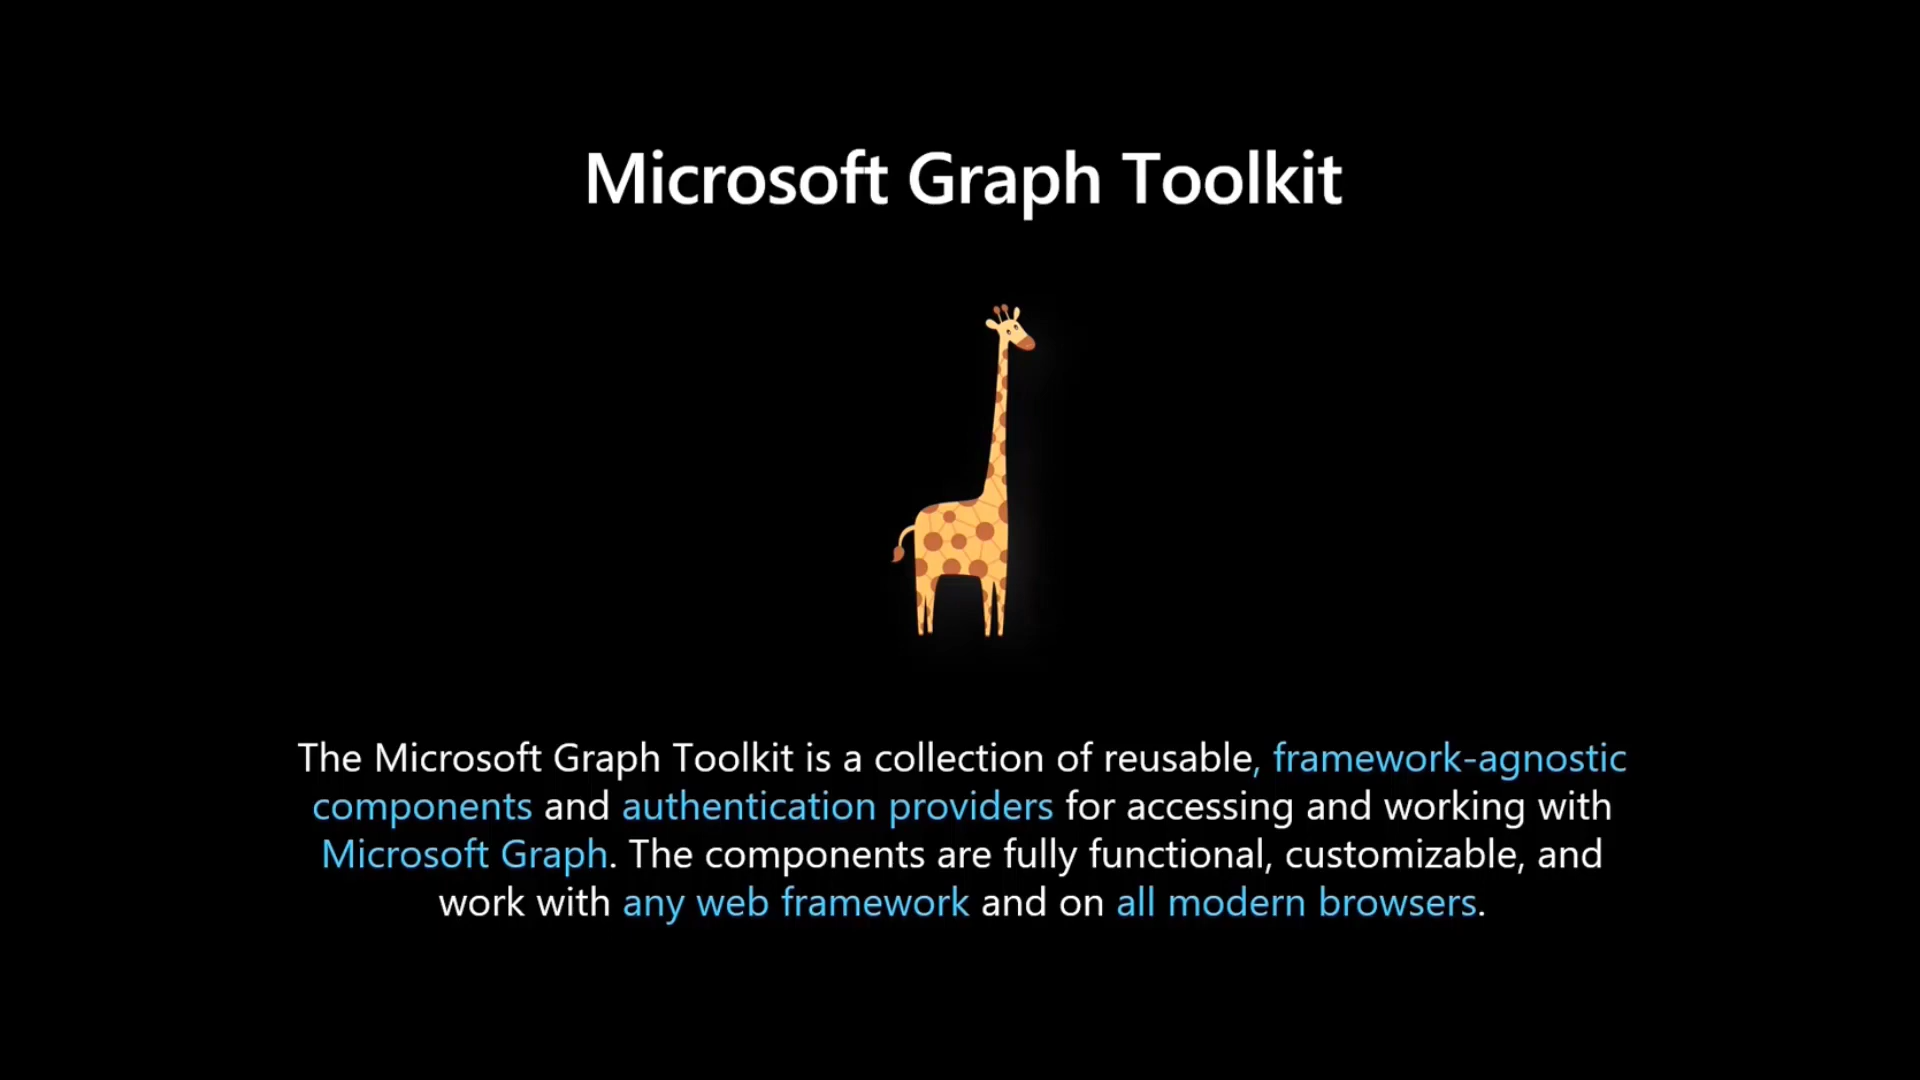 Microsoft Graph Toolkit
The Microsoft Graph Toolkit is a collection of reusable, framework-agnostic
components and authentication providers for accessing and working with
Microsoft Graph. The components are fully functional, customizable, and
work with any web framework and on all modern browsers.